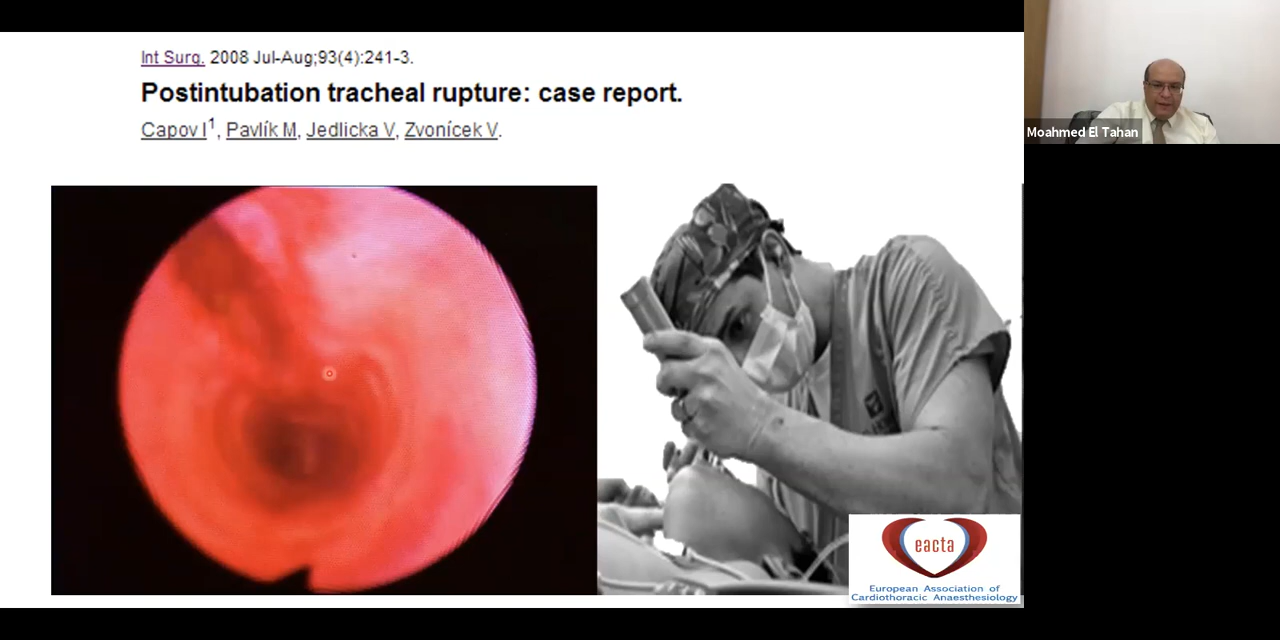 Int Surg. 2008 Jul-Aug;93(4):241-3.
Postintubation tracheal rupture: case report.
Capov I1, Pavlík M, Jedlicka V, Zvonícek V.
Moahmed El Tahan
eacta
European Association of
Cardiothoracic Anaesthesiology